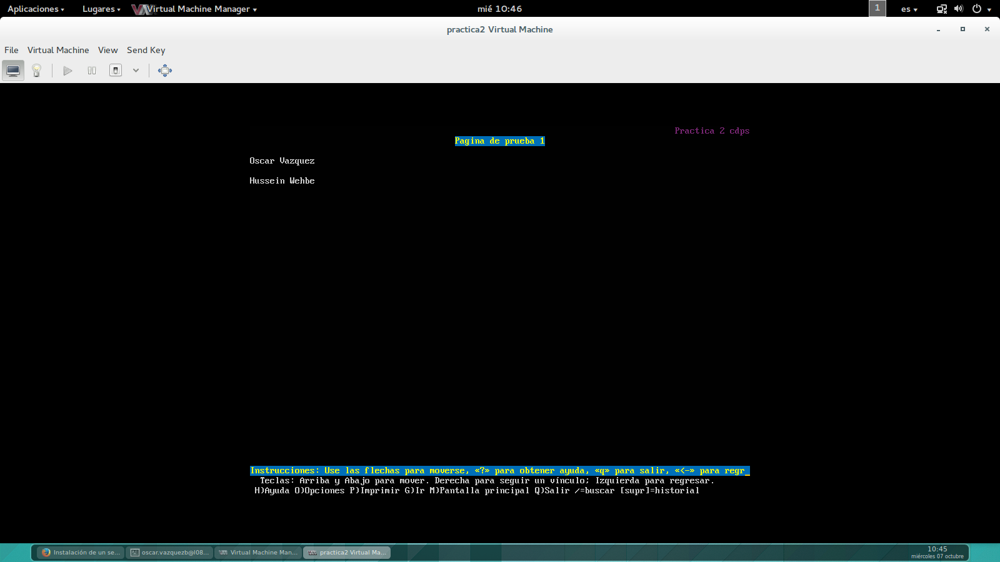 Aplicaciones
Lugares
Virtual Machine Manager
mié 10:46
1
es
practica2 Virtual Machine
File Virtual Machine View Send Key
Practica 2 cdps
Pagina de prueba 1
Oscar Vazquez
Hussein Wehbe
Instrucciones: Use las flechas para moverse, «?» para obtener ayuda, «q» para salir, «<-» para regr_
Teclas: Arriba y Abajo para mover. Derecha para seguir un vínculo; Izquierda para regresar.
H)Ayuda O)Opciones P)Imprimir G)Ir M)Pantalla principal Q)Salir /=buscar [supr]=historial
Instalación de un se...
oscar.vazquezb@l08...
Virtual Machine Man...
practica2 Virtual Ma...
10:45
miércoles 07 octubre